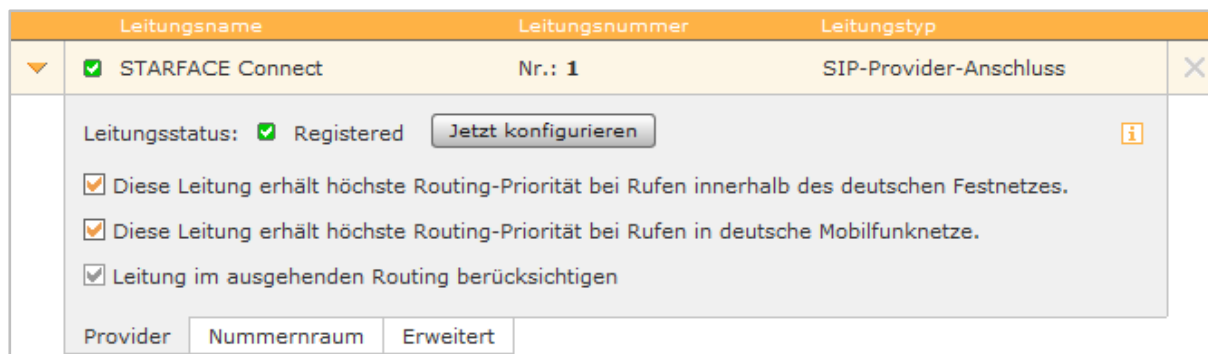 Leitungsname Leitungsnummer Leitungstyp
STARFACE Connect Nr.: 1 SIP-Provider-Anschluss
Leitungsstatus: Registered Jetzt konfigurieren
Diese Leitung erhält höchste Routing-Priorität bei Rufen innerhalb des deutschen Festnetzes.
Diese Leitung erhält höchste Routing-Priorität bei Rufen in deutsche Mobilfunknetze.
Leitung im ausgehenden Routing berücksichtigen
Provider Nummernraum Erweitert